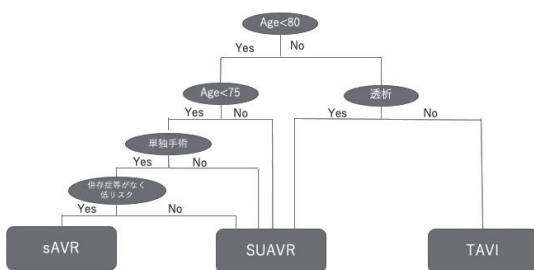 Age<80
Yes No
Age<75 透析
Yes No Yes No
単独手術
Yes No
併存症等がなく
低リスク
Yes No
sAVR SUAVR TAVI